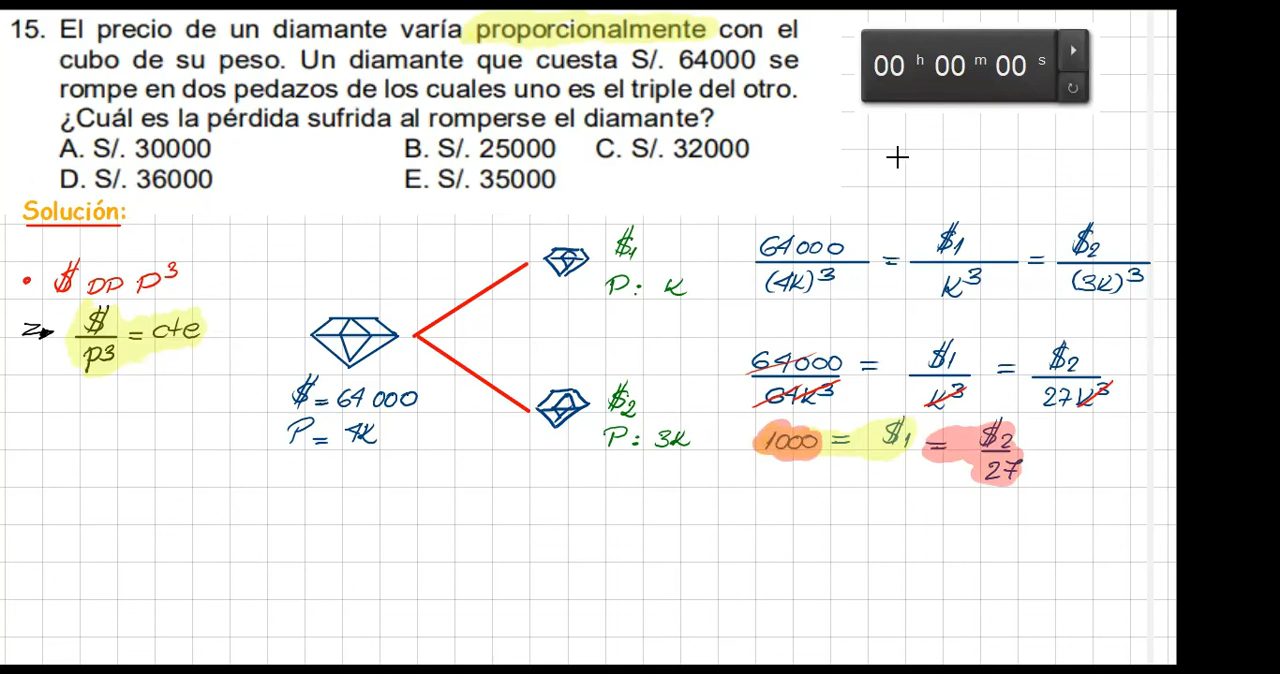 15. El precio de un diamante varía proporcionalmente con el
cubo de su peso. Un diamante que cuesta S/. 64000 se
rompe en dos pedazos de los cuales uno es el triple del otro.
¿Cuál es la pérdida sufrida al romperse el diamante?
A. S/. 30000 B. S/. 25000 C. S/. 32000
D. S/. 36000 E. S/. 35000
00 h 00 m 00 s
Solución:
• $ DP P³
$/P³ = cte
$ = 64 000
P = 4K
$₁
P: K
$₂
P: 3K
64000/(4K)³ = $₁/K³ = $₂/(3K)³
64000/64K³ = $₁/K³ = $₂/27K³
1000 = $₁ = $₂/27